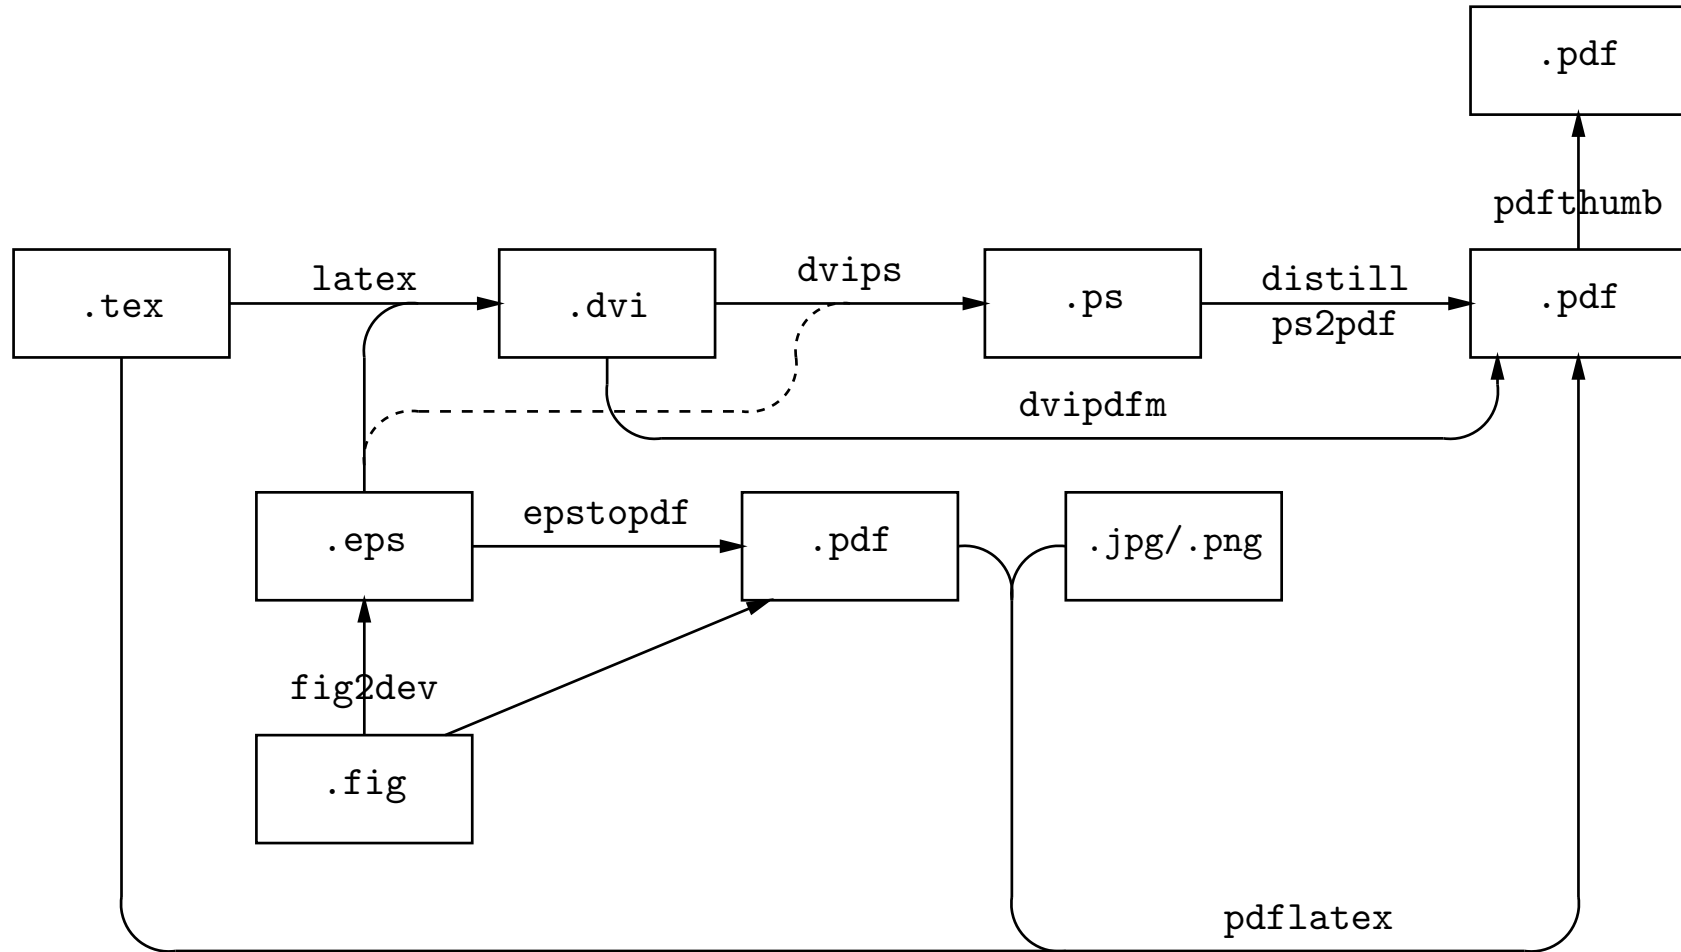 .pdf
pdfthumb
latex
dvips
distill
.tex
.dvi
.ps
.pdf
ps2pdf
dvipdfm
epstopdf
.eps
.pdf
.jpg/.png
fig2dev
.fig
pdflatex